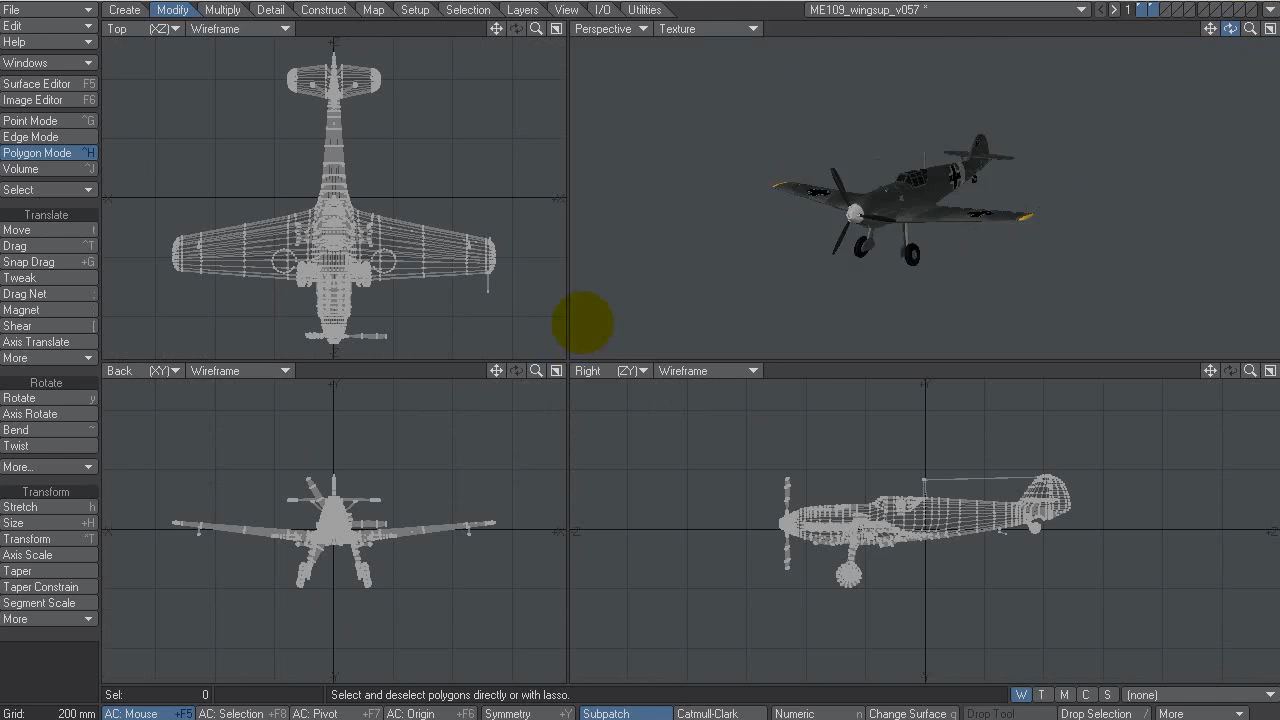 File Create Modify Multiply Detail Construct Map Setup Selection Layers View I/O Utilities ME109_wingsup_v057 * 1
Edit
Top (XZ) Wireframe Perspective Texture
Help
Windows
Surface Editor F5
Image Editor F6
Point Mode ^G
Edge Mode
Polygon Mode ^H
Volume ^J
Select
Translate
Move t
Drag ^T
Snap Drag +G
Tweak
Drag Net ;
Magnet :
Shear [
Axis Translate
More
Back (XY) Wireframe Right (ZY) Wireframe
Rotate
Rotate y
Axis Rotate
Bend ~
Twist
More...
Transform
Stretch h
Size +H
Transform ^T
Axis Scale
Taper
Taper Constrain
Segment Scale
More
Sel: 0 Select and deselect polygons directly or with lasso. W T M C S (none)
Grid: 200 mm AC: Mouse +F5 AC: Selection +F8 AC: Pivot +F7 AC: Origin +F6 Symmetry +Y Subpatch Catmull-Clark Numeric n Change Surface q Drop Tool Drop Selection / More